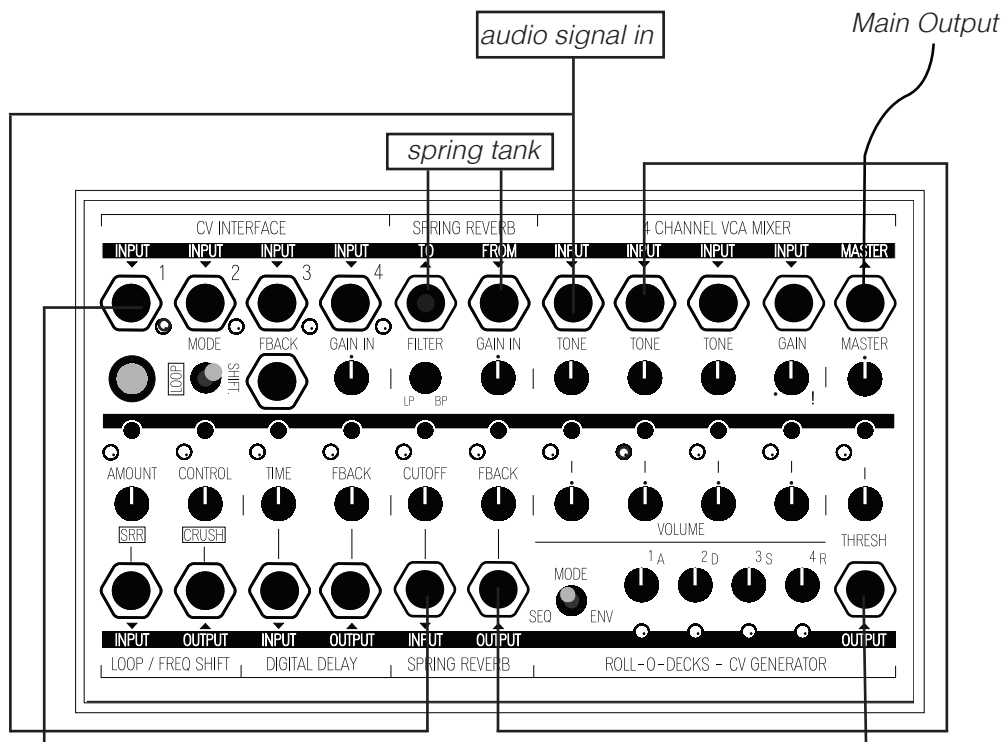 audio signal in
Main Output
spring tank
CV INTERFACE SPRING REVERB 4 CHANNEL VCA MIXER
INPUT INPUT INPUT INPUT TO FROM INPUT INPUT INPUT INPUT MASTER
1 2 3 4
MODE FBACK GAIN IN FILTER GAIN IN TONE TONE TONE GAIN MASTER
LOOP SHIFT.
LP BP !
AMOUNT CONTROL TIME FBACK CUTOFF FBACK
SRR CRUSH VOLUME THRESH
1 A 2 D 3 S 4 R
MODE
SEQ ENV
INPUT OUTPUT INPUT OUTPUT INPUT OUTPUT OUTPUT
LOOP / FREQ SHIFT DIGITAL DELAY SPRING REVERB ROLL-O-DECKS - CV GENERATOR